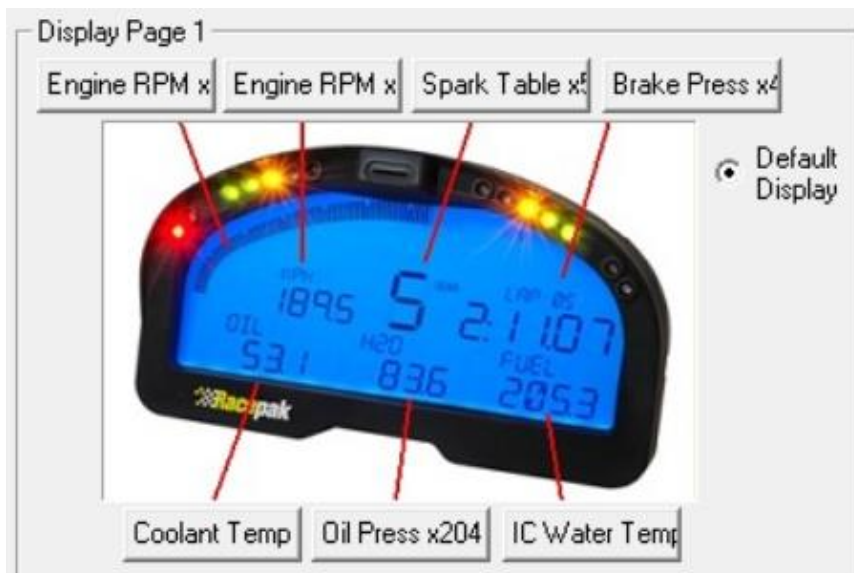 Display Page 1
Engine RPM x
Engine RPM x
Spark Table x5
Brake Press x4
Default
Display
RPM
189.5
5
LAP 05
2:11.07
OIL
53.1
H2O
83.6
FUEL
205.3
Racepak
Coolant Temp
Oil Press x204
IC Water Temp